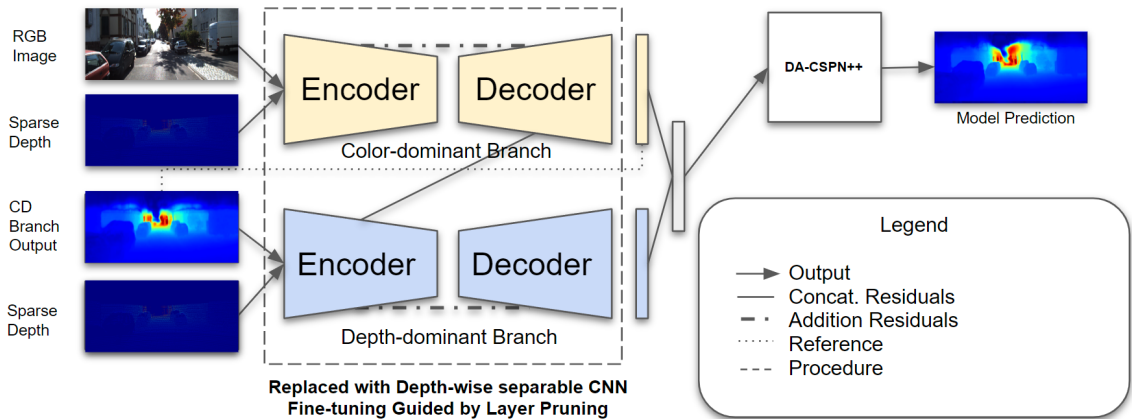 RGB
Image
Sparse
Depth
CD
Branch
Output
Sparse
Depth
Encoder
Decoder
Color-dominant Branch
Encoder
Decoder
Depth-dominant Branch
Replaced with Depth-wise separable CNN
Fine-tuning Guided by Layer Pruning
DA-CSPN++
Model Prediction
Legend
Output
Concat. Residuals
Addition Residuals
Reference
Procedure